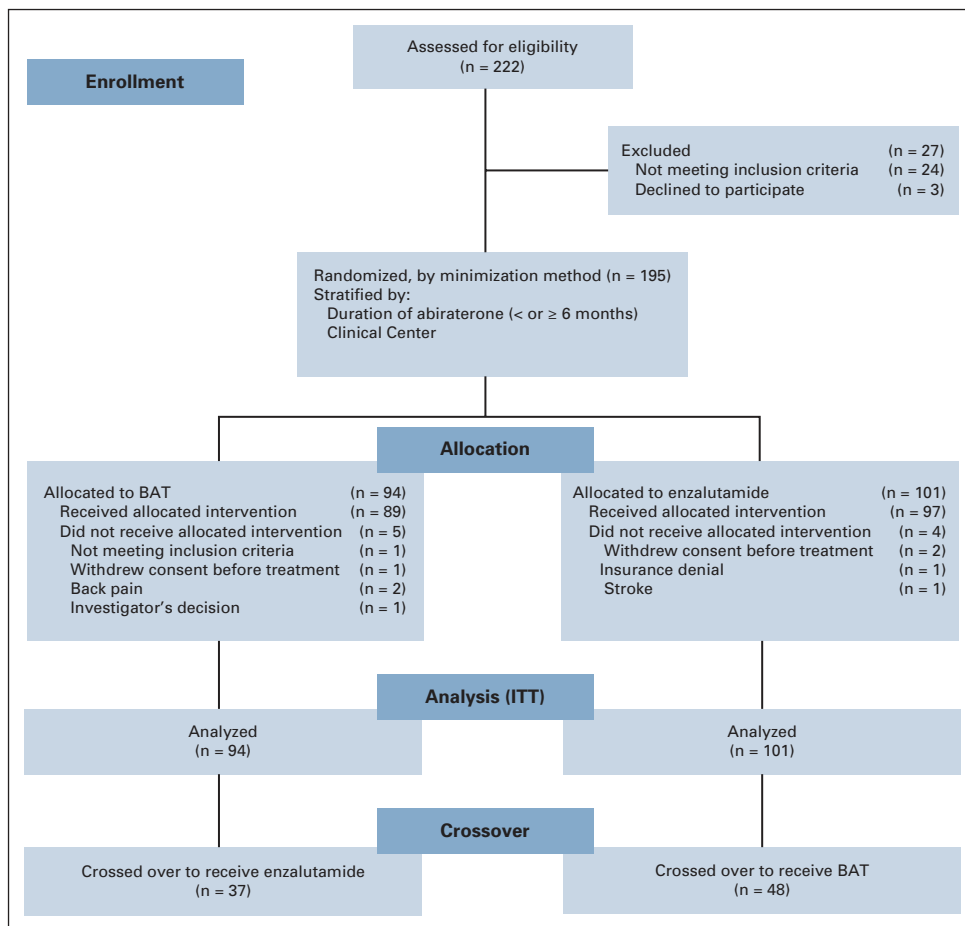 Assessed for eligibility
(n = 222)
Enrollment
Excluded (n = 27)
Not meeting inclusion criteria (n = 24)
Declined to participate (n = 3)
Randomized, by minimization method (n = 195)
Stratified by:
Duration of abiraterone (< or ≥ 6 months)
Clinical Center
Allocation
Allocated to BAT (n = 94)
Received allocated intervention (n = 89)
Did not receive allocated intervention (n = 5)
Not meeting inclusion criteria (n = 1)
Withdrew consent before treatment (n = 1)
Back pain (n = 2)
Investigator's decision (n = 1)
Allocated to enzalutamide (n = 101)
Received allocated intervention (n = 97)
Did not receive allocated intervention (n = 4)
Withdrew consent before treatment (n = 2)
Insurance denial (n = 1)
Stroke (n = 1)
Analysis (ITT)
Analyzed
(n = 94)
Analyzed
(n = 101)
Crossover
Crossed over to receive enzalutamide
(n = 37)
Crossed over to receive BAT
(n = 48)